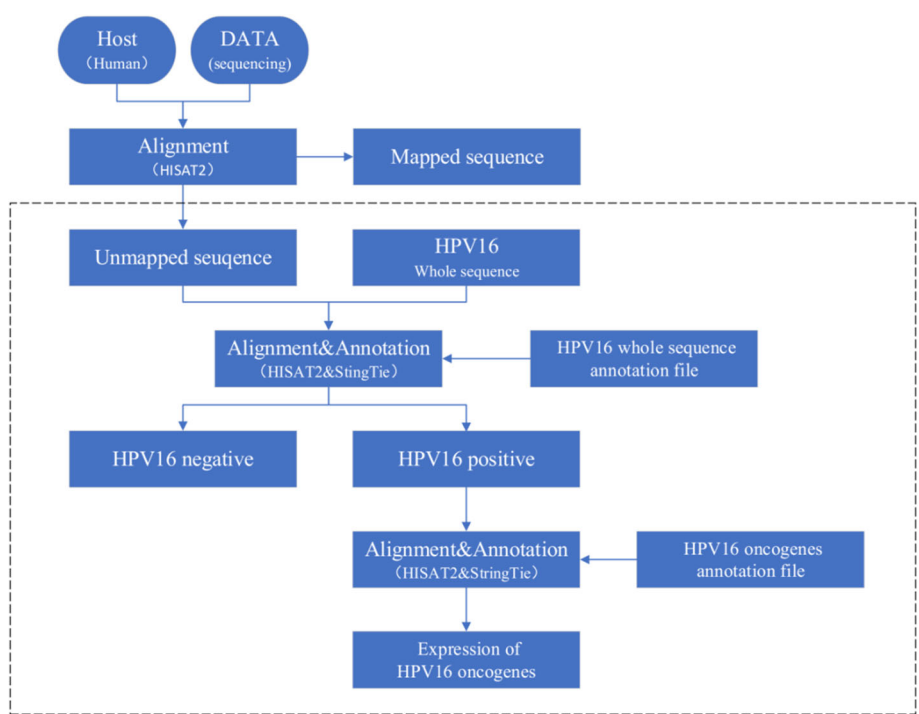 Host
（Human）
DATA
(sequencing)
Alignment
（HISAT2）
Mapped sequence
Unmapped seuqence
HPV16
Whole sequence
Alignment&Annotation
（HISAT2&StingTie）
HPV16 whole sequence
annotation file
HPV16 negative
HPV16 positive
Alignment&Annotation
（HISAT2&StringTie）
HPV16 oncogenes
annotation file
Expression of
HPV16 oncogenes